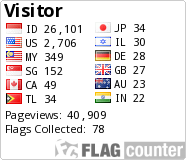 Visitor
ID 26,101 JP 34
US 2,706 IL 30
MY 349 DE 28
SG 152 GB 27
CA 49 AU 23
TL 34 IN 22
Pageviews: 40,909
Flags Collected: 78
FLAG counter